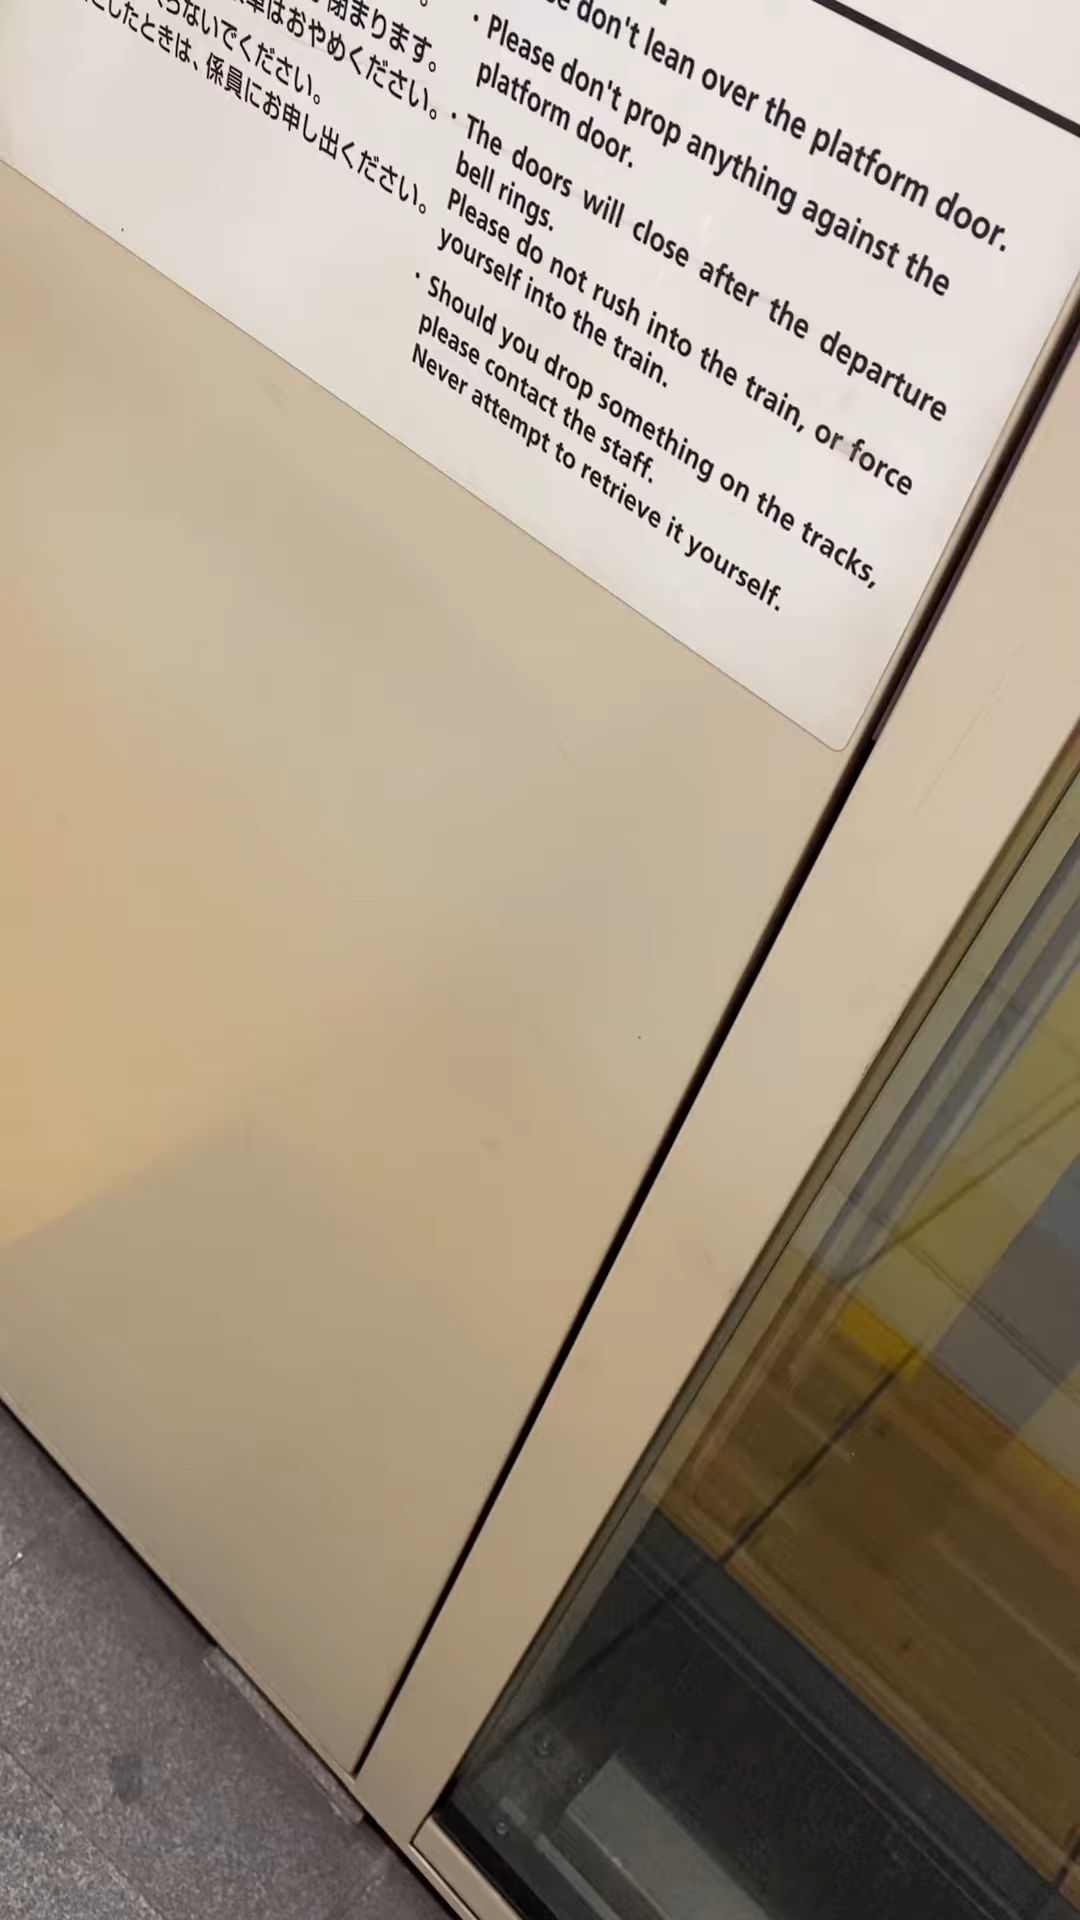 閉まります。
はおやめください。
らないでください。
としたときは、係員にお申し出ください。
don't lean over the platform door.
・Please don't prop anything against the
platform door.
・The doors will close after the departure
bell rings.
Please do not rush into the train, or force
yourself into the train.
・Should you drop something on the tracks,
please contact the staff.
Never attempt to retrieve it yourself.